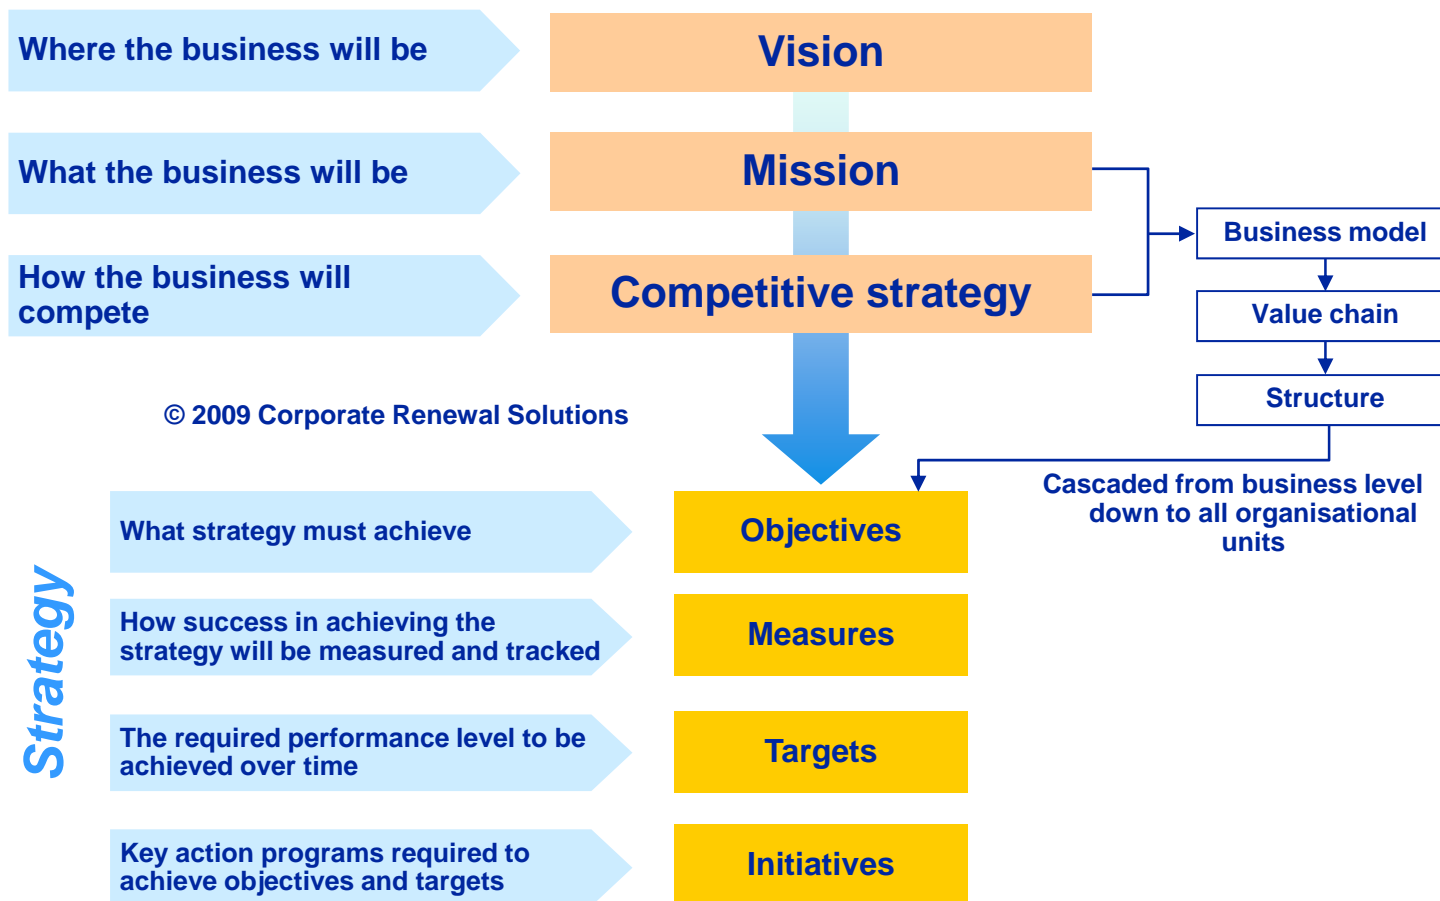 Where the business will be
Vision
What the business will be
Mission
How the business will
compete
Competitive strategy
Business model
Value chain
Structure
© 2009 Corporate Renewal Solutions
Cascaded from business level
down to all organisational
units
Strategy
What strategy must achieve
Objectives
How success in achieving the
strategy will be measured and tracked
Measures
The required performance level to be
achieved over time
Targets
Key action programs required to
achieve objectives and targets
Initiatives